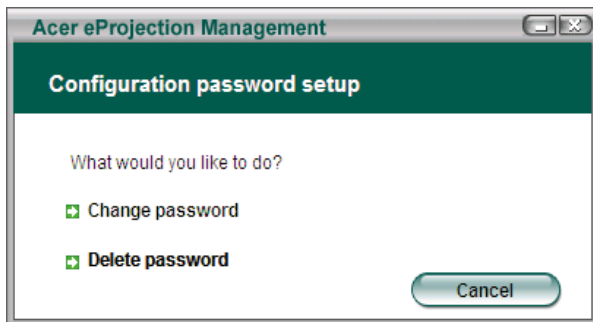 Acer eProjection Management
Configuration password setup
What would you like to do?
Change password
Delete password
Cancel